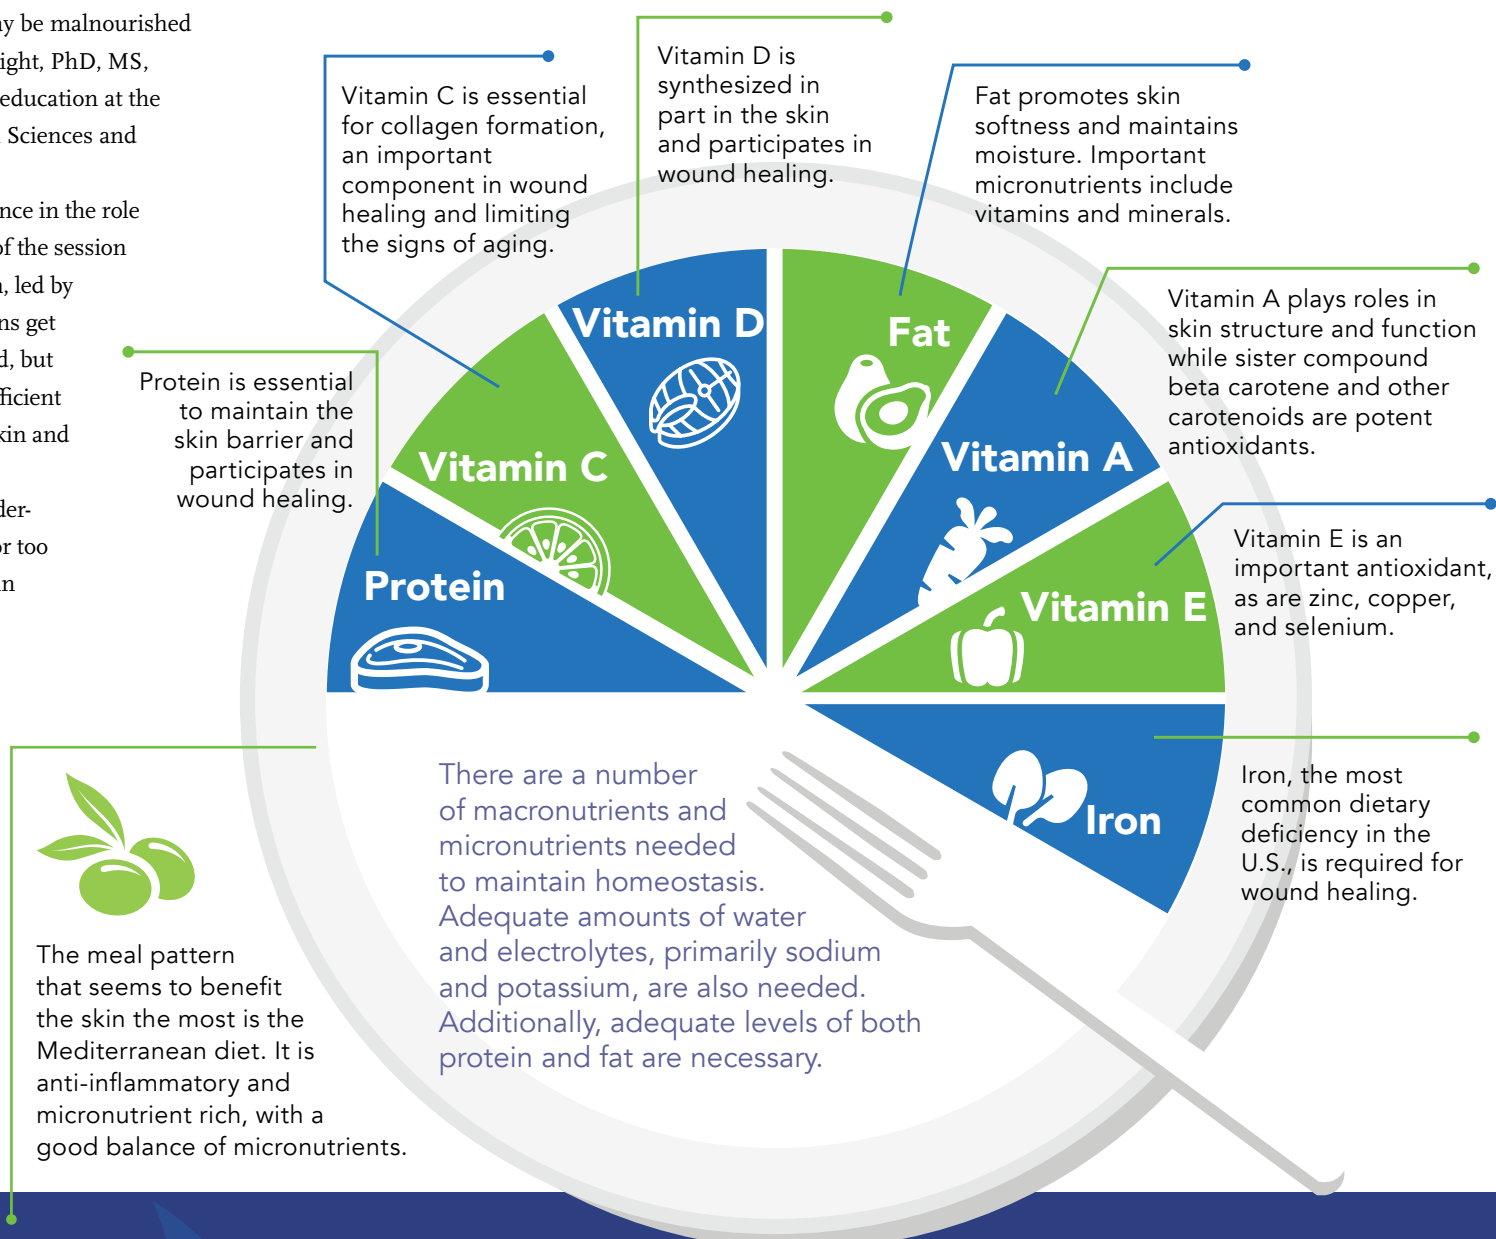 y be malnourished
ight, PhD, MS,
education at the
Sciences and
nce in the role
of the session
, led by
ns get
d, but
fficient
kin and
der-
or too
in
Vitamin C is essential
for collagen formation,
an important
component in wound
healing and limiting
the signs of aging.
Vitamin D is
synthesized in
part in the skin
and participates in
wound healing.
Fat promotes skin
softness and maintains
moisture. Important
micronutrients include
vitamins and minerals.
Vitamin A plays roles in
skin structure and function
while sister compound
beta carotene and other
carotenoids are potent
antioxidants.
Protein is essential
to maintain the
skin barrier and
participates in
wound healing.
Vitamin E is an
important antioxidant,
as are zinc, copper,
and selenium.
Iron, the most
common dietary
deficiency in the
U.S., is required for
wound healing.
Protein
Vitamin C
Vitamin D
Fat
Vitamin A
Vitamin E
Iron
There are a number
of macronutrients and
micronutrients needed
to maintain homeostasis.
Adequate amounts of water
and electrolytes, primarily sodium
and potassium, are also needed.
Additionally, adequate levels of both
protein and fat are necessary.
The meal pattern
that seems to benefit
the skin the most is the
Mediterranean diet. It is
anti-inflammatory and
micronutrient rich, with a
good balance of micronutrients.